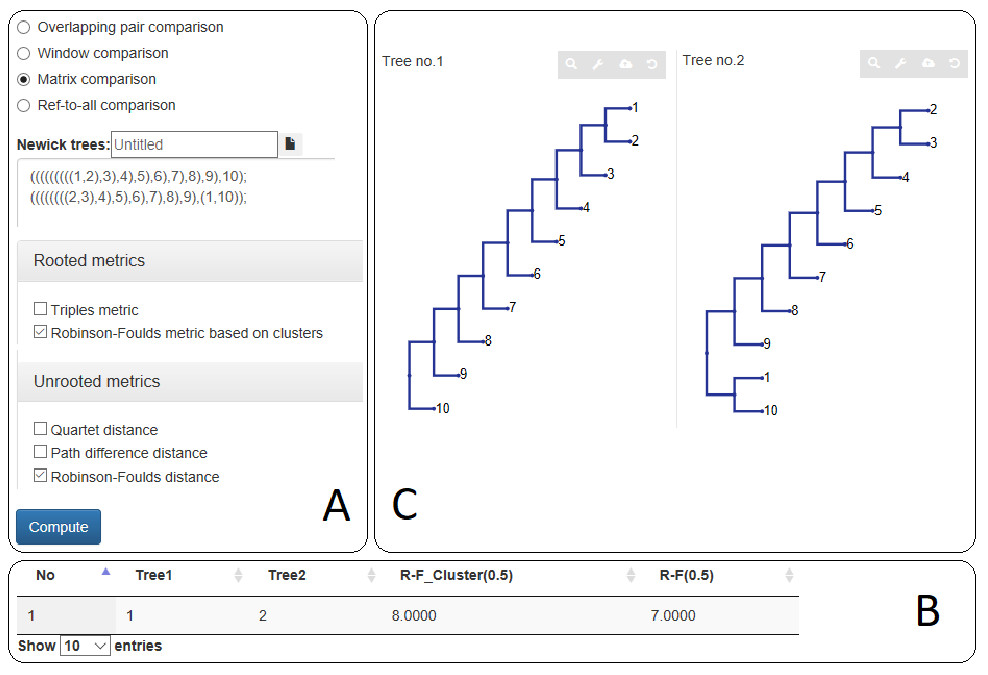 Overlapping pair comparison
Window comparison
Matrix comparison
Ref-to-all comparison
Newick trees: Untitled
(((((((((1,2),3),4),5),6),7),8),9),10);
((((((((2,3),4),5),6),7),8),9),(1,10));
Rooted metrics
Triples metric
Robinson-Foulds metric based on clusters
Unrooted metrics
Quartet distance
Path difference distance
Robinson-Foulds distance
Compute
A
Tree no.1
1
2
3
4
5
6
7
8
9
10
Tree no.2
2
3
4
5
6
7
8
9
1
10
C
No Tree1 Tree2 R-F_Cluster(0.5) R-F(0.5)
1 1 2 8.0000 7.0000
Show 10 entries
B